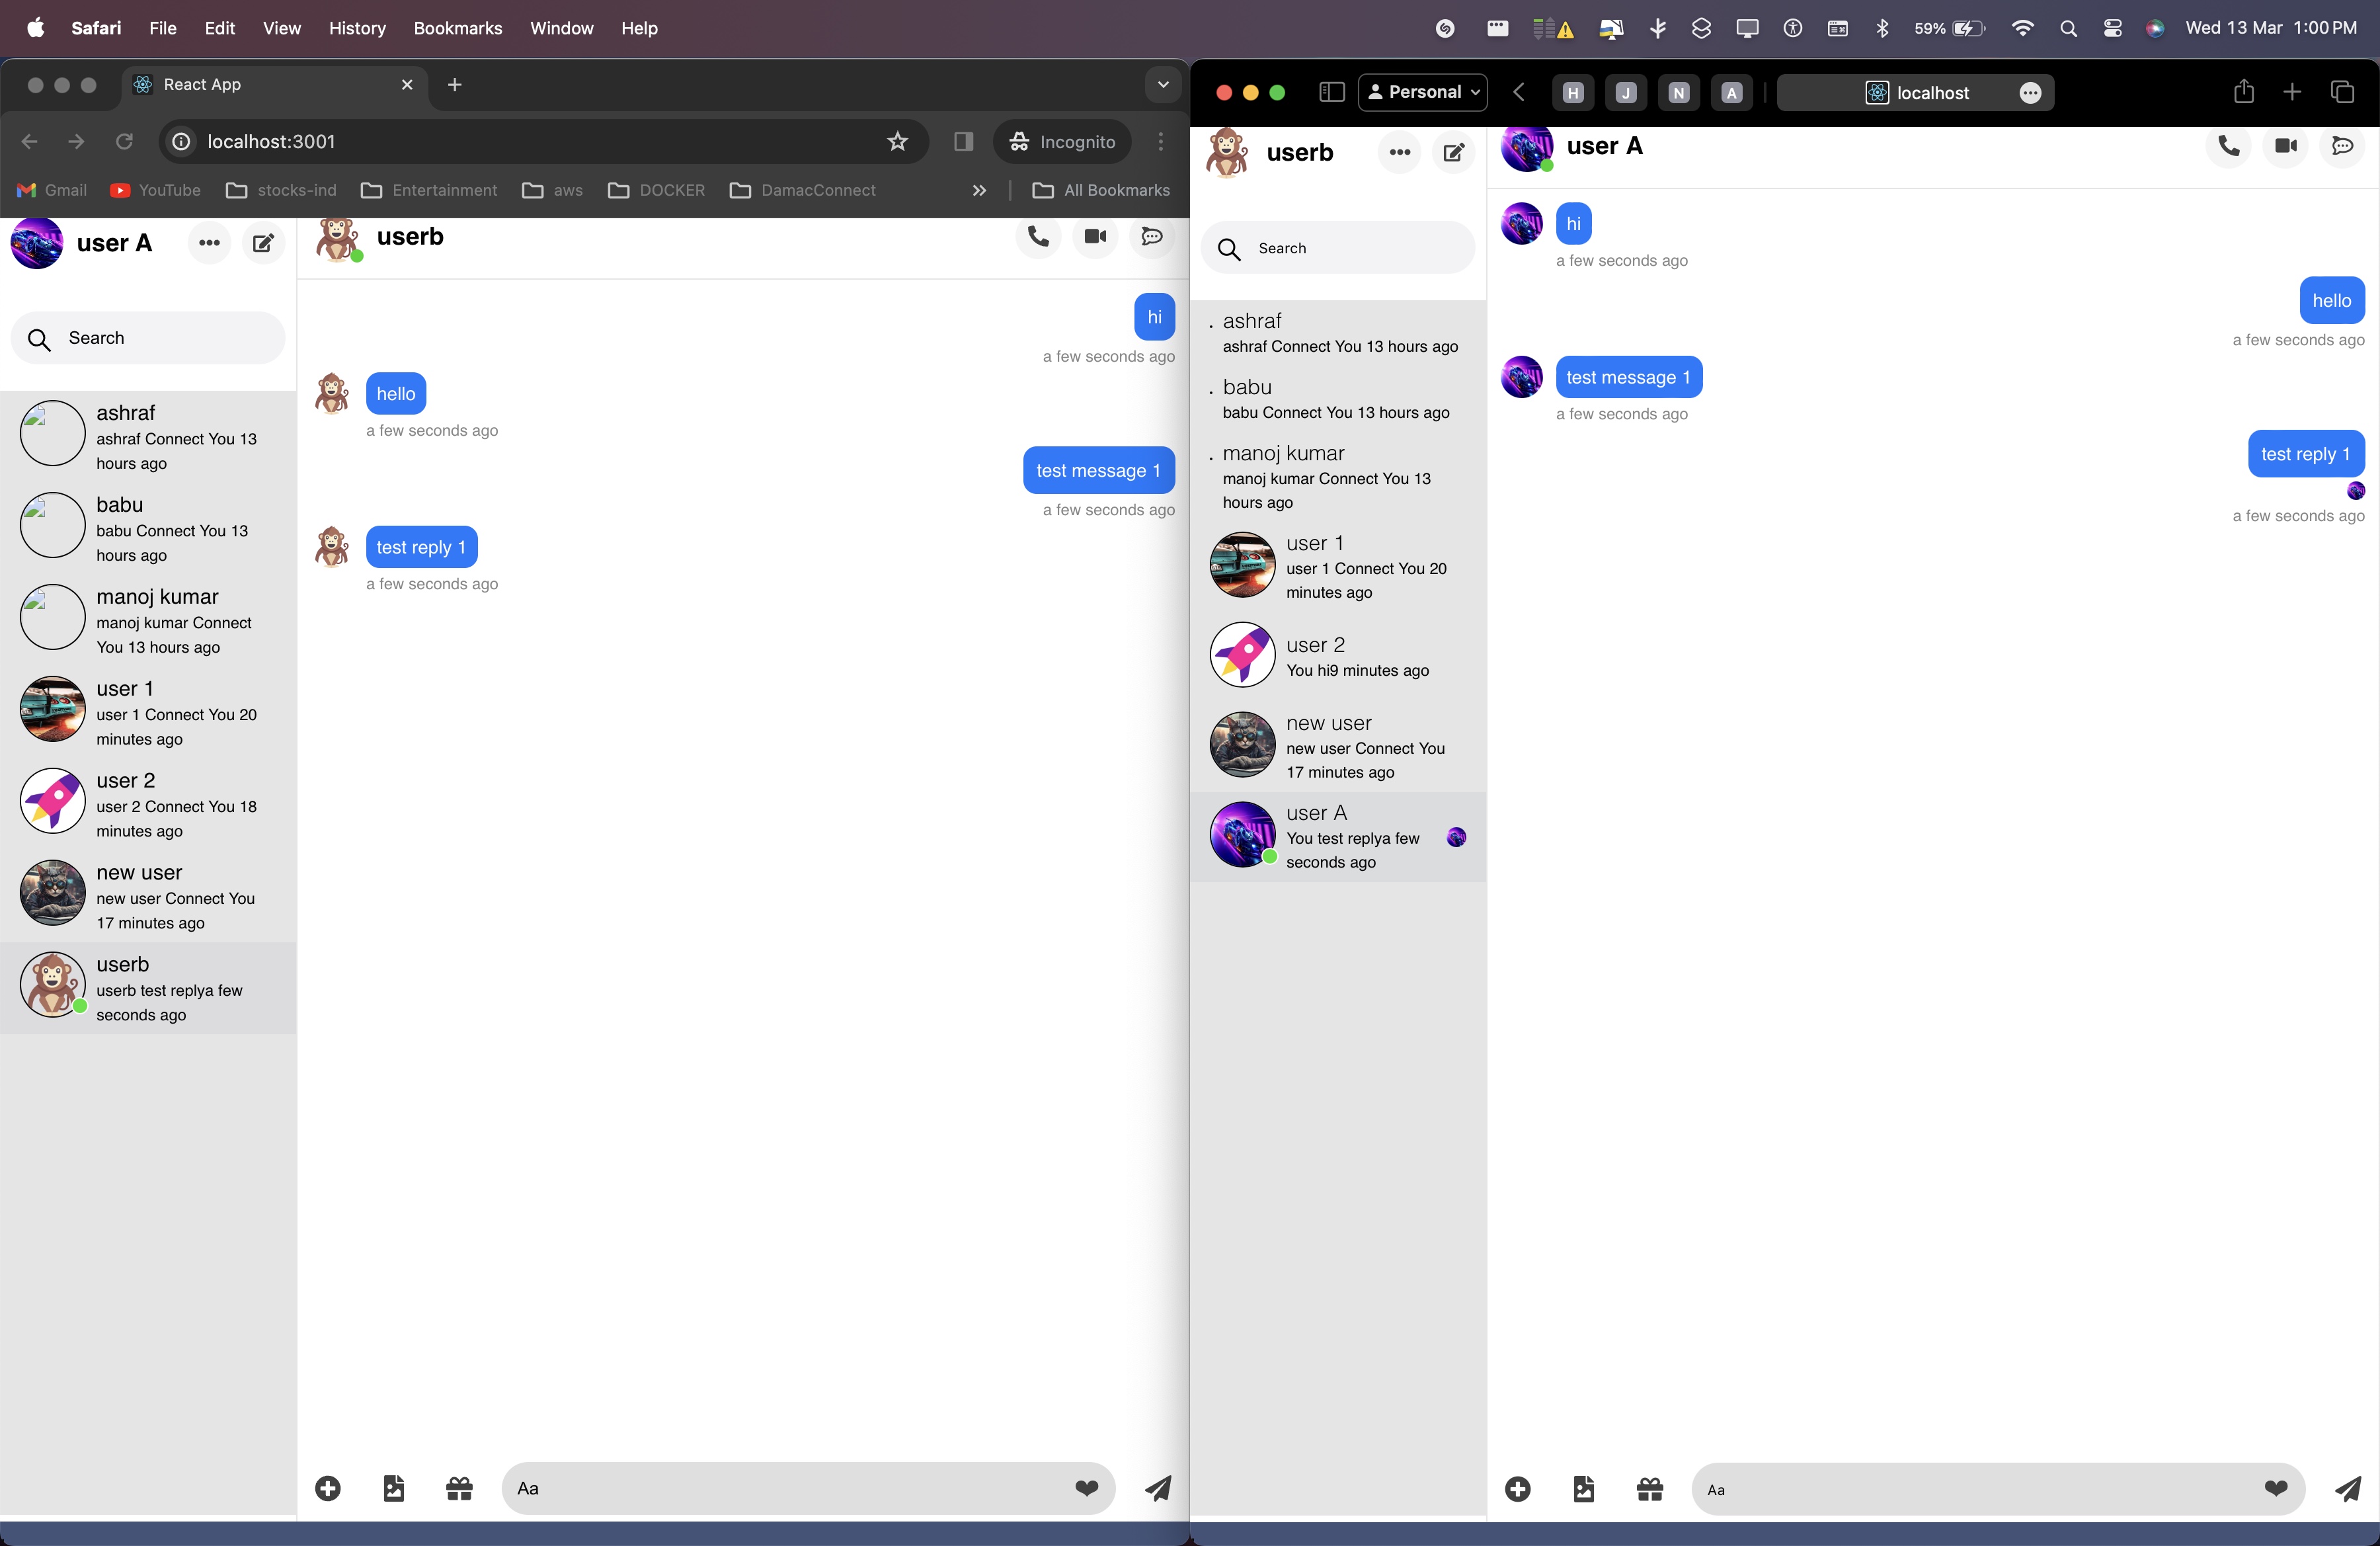 Safari File Edit View History Bookmarks Window Help 59% Wed 13 Mar 1:00 PM
React App
localhost:3001 Incognito
Gmail YouTube stocks-ind Entertainment aws DOCKER DamacConnect All Bookmarks
user A
Search
ashraf
ashraf Connect You 13
hours ago
babu
babu Connect You 13
hours ago
manoj kumar
manoj kumar Connect
You 13 hours ago
user 1
user 1 Connect You 20
minutes ago
user 2
user 2 Connect You 18
minutes ago
new user
new user Connect You
17 minutes ago
userb
userb test replya few
seconds ago
userb
hi
a few seconds ago
hello
a few seconds ago
test message 1
a few seconds ago
test reply 1
a few seconds ago
Aa
Personal H J N A localhost
userb
Search
ashraf
ashraf Connect You 13 hours ago
babu
babu Connect You 13 hours ago
manoj kumar
manoj kumar Connect You 13
hours ago
user 1
user 1 Connect You 20
minutes ago
user 2
You hi9 minutes ago
new user
new user Connect You
17 minutes ago
user A
You test replya few
seconds ago
user A
hi
a few seconds ago
hello
a few seconds ago
test message 1
a few seconds ago
test reply 1
a few seconds ago
Aa